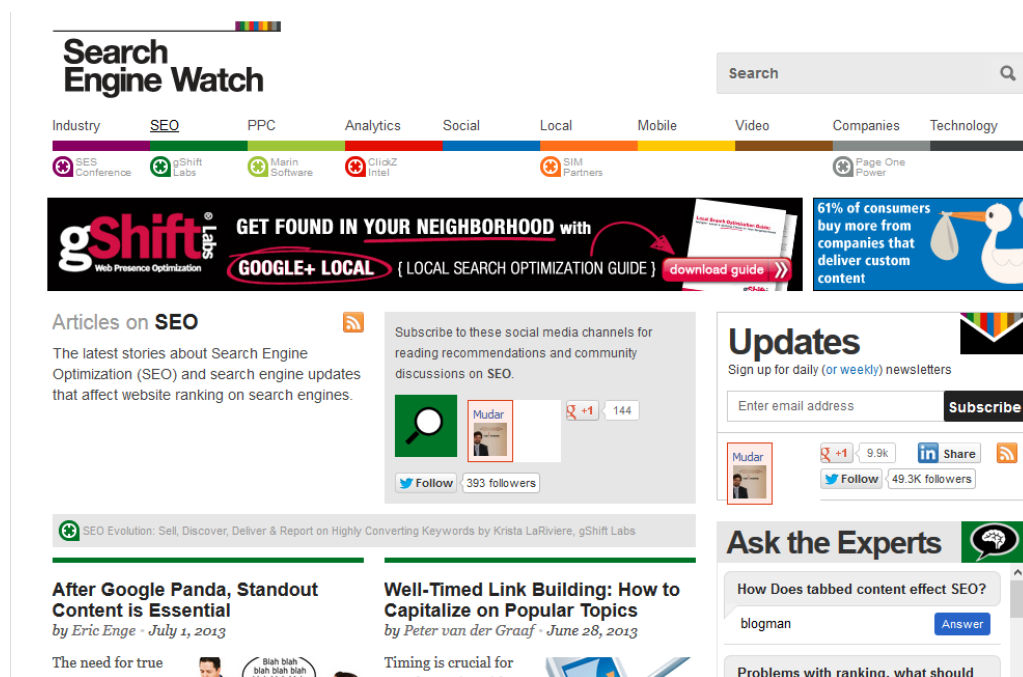 Search
Engine Watch
Search
Industry SEO PPC Analytics Social Local Mobile Video Companies Technology
SES
Conference
gShift
Labs
Marin
Software
ClickZ
Intel
SIM
Partners
Page One
Power
gShift Labs
Web Presence Optimization
GET FOUND IN YOUR NEIGHBORHOOD with
GOOGLE+ LOCAL { LOCAL SEARCH OPTIMIZATION GUIDE }
download guide
61% of consumers
buy more from
companies that
deliver custom
content
Articles on SEO
The latest stories about Search Engine
Optimization (SEO) and search engine updates
that affect website ranking on search engines.
Subscribe to these social media channels for
reading recommendations and community
discussions on SEO.
Mudar
+1 144
Follow 393 followers
Updates
Sign up for daily (or weekly) newsletters
Enter email address Subscribe
Mudar
+1 9.9k in Share
Follow 49.3K followers
SEO Evolution: Sell, Discover, Deliver & Report on Highly Converting Keywords by Krista LaRiviere, gShift Labs
After Google Panda, Standout
Content is Essential
by Eric Enge - July 1, 2013
The need for true
Blah blah
blah blah blah
Well-Timed Link Building: How to
Capitalize on Popular Topics
by Peter van der Graaf - June 28, 2013
Timing is crucial for
Ask the Experts
How Does tabbed content effect SEO?
blogman Answer
Problems with ranking, what should